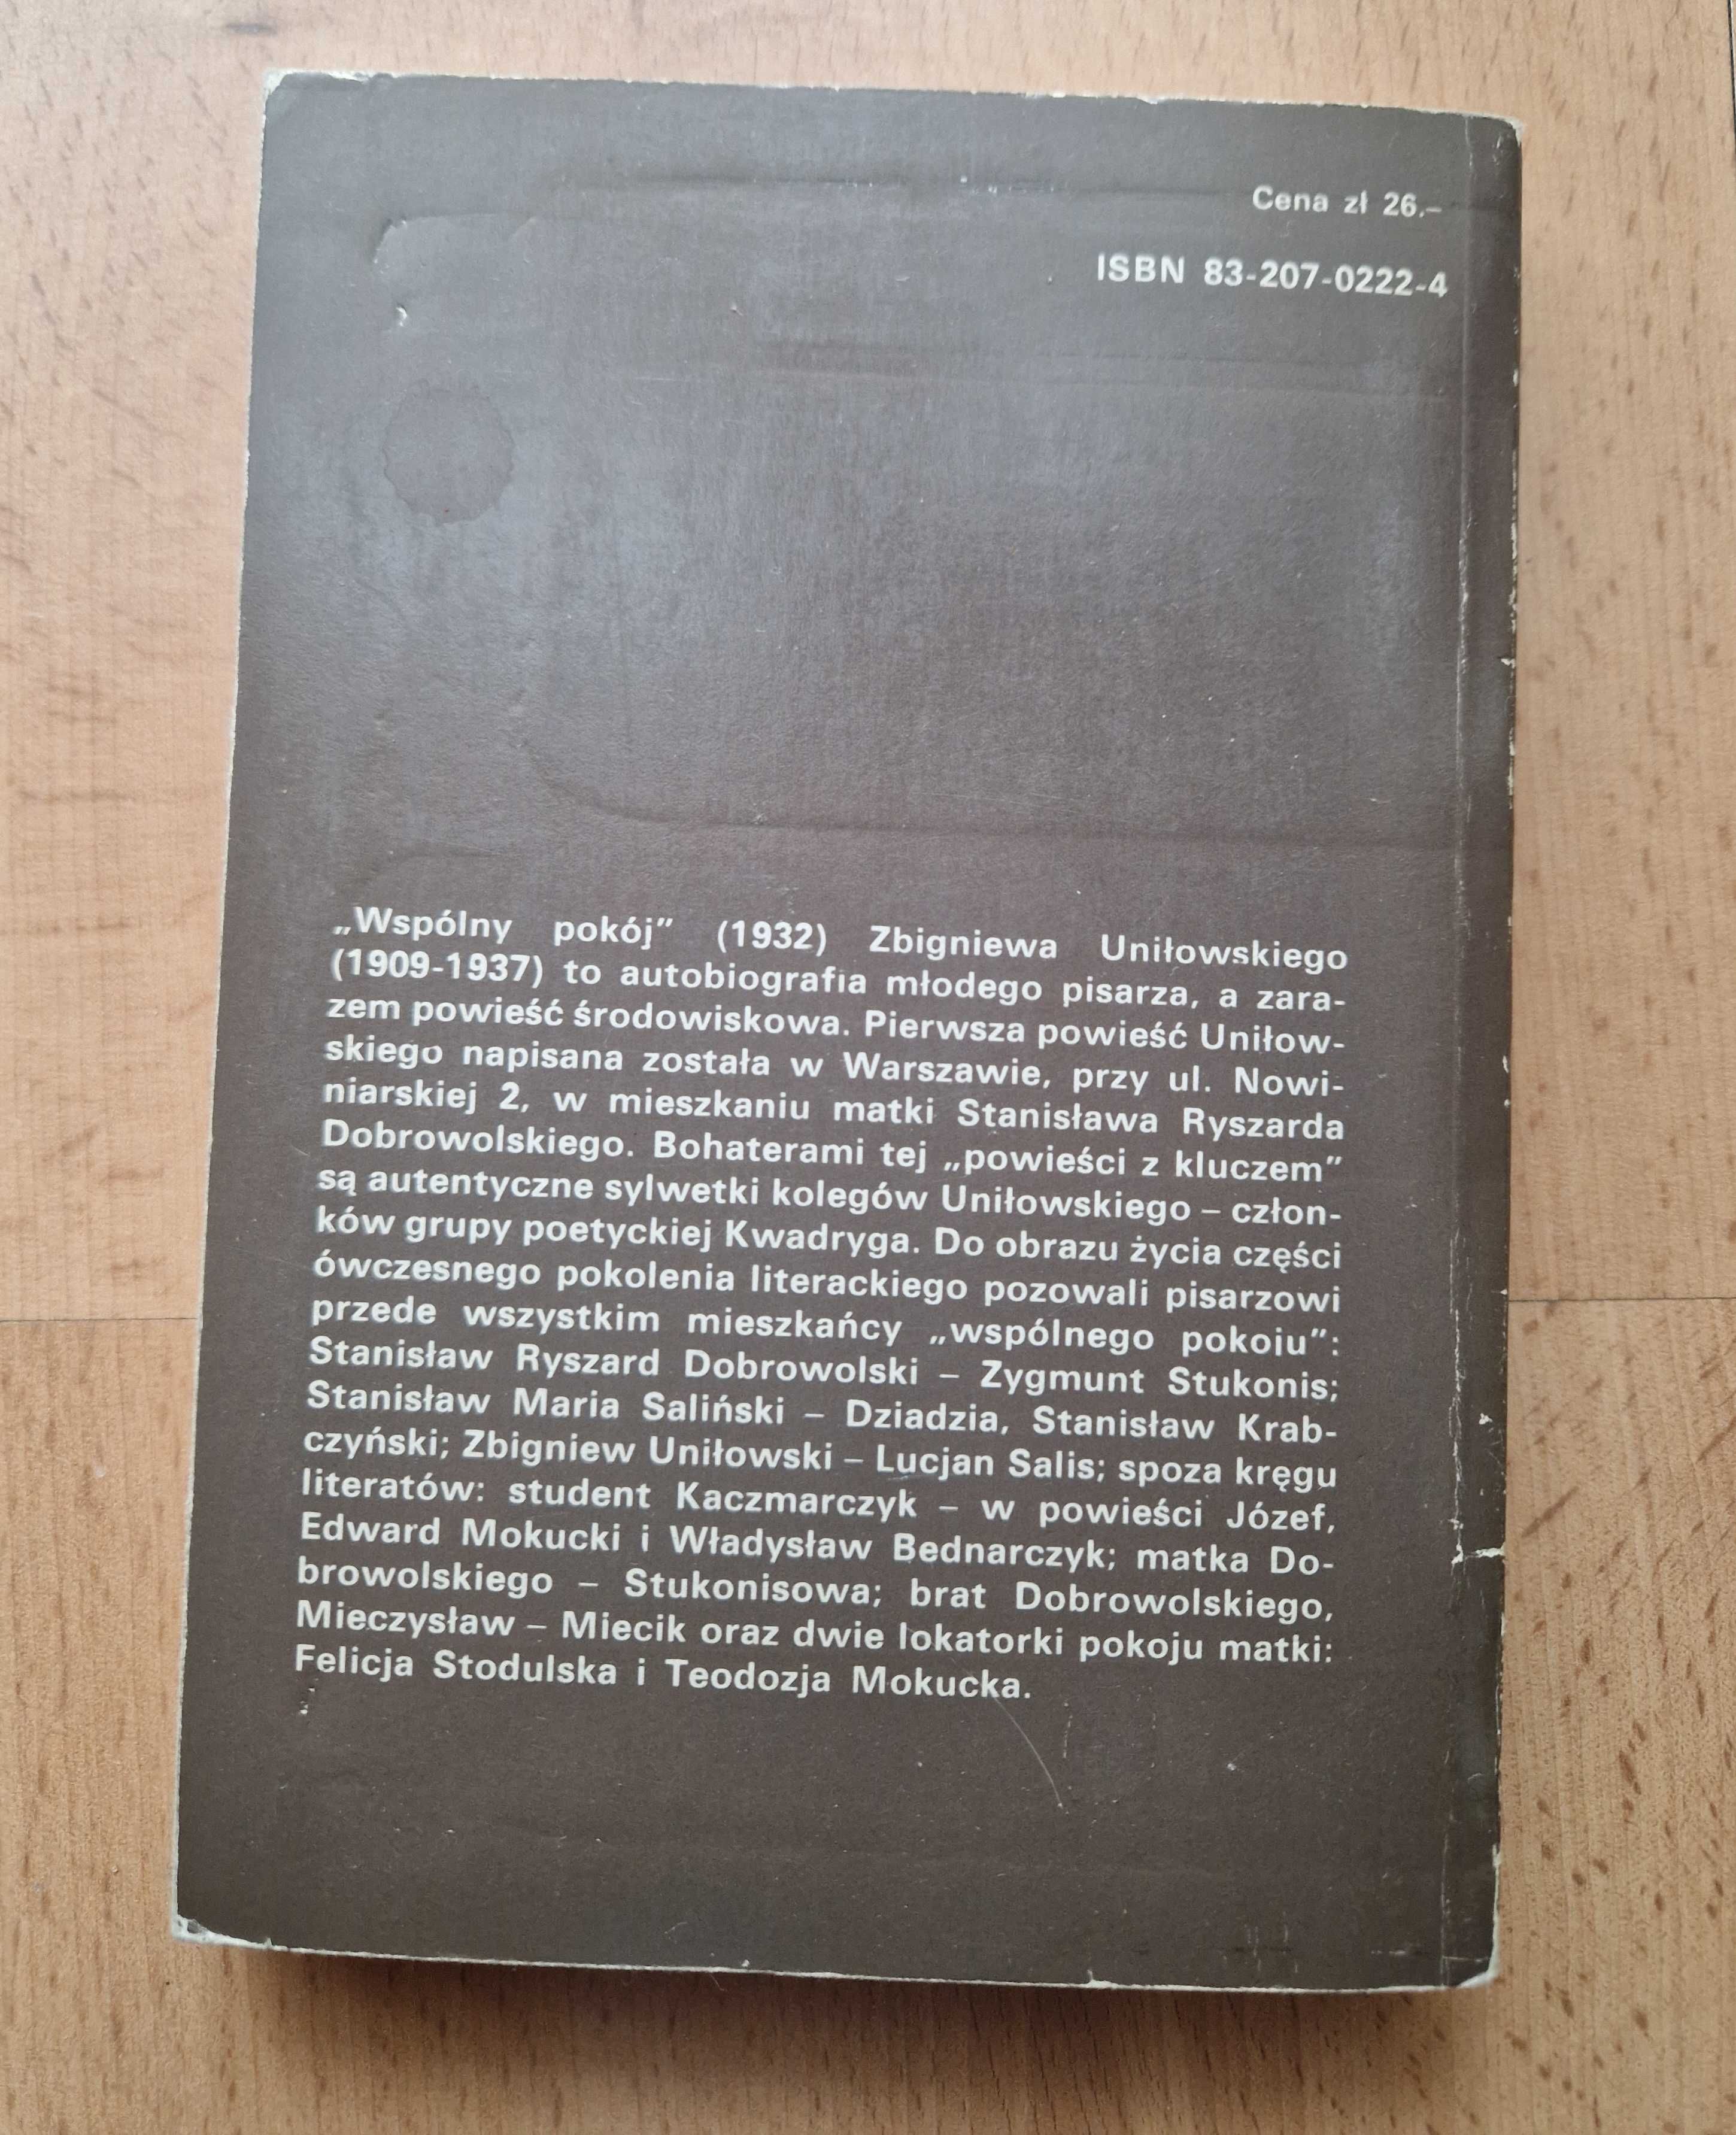 Cena zł 26.–
ISBN 83-207-0222-4
„Wspólny pokój” (1932) Zbigniewa Uniłowskiego
(1909-1937) to autobiografia młodego pisarza, a zara-
zem powieść środowiskowa. Pierwsza powieść Uniłow-
skiego napisana została w Warszawie, przy ul. Nowi-
niarskiej 2, w mieszkaniu matki Stanisława Ryszarda
Dobrowolskiego. Bohaterami tej „powieści z kluczem”
są autentyczne sylwetki kolegów Uniłowskiego – człon-
ków grupy poetyckiej Kwadryga. Do obrazu życia części
ówczesnego pokolenia literackiego pozowali pisarzowi
przede wszystkim mieszkańcy „wspólnego pokoiu”:
Stanisław Ryszard Dobrowolski – Zygmunt Stukonis;
Stanisław Maria Saliński – Dziadzia, Stanisław Krab-
czyński; Zbigniew Uniłowski – Lucjan Salis; spoza kręgu
literatów: student Kaczmarczyk – w powieści Józef,
Edward Mokucki i Władysław Bednarczyk; matka Do-
browolskiego – Stukonisowa; brat Dobrowolskiego,
Mieczysław – Miecik oraz dwie lokatorki pokoju matki:
Felicja Stodulska i Teodozja Mokucka.